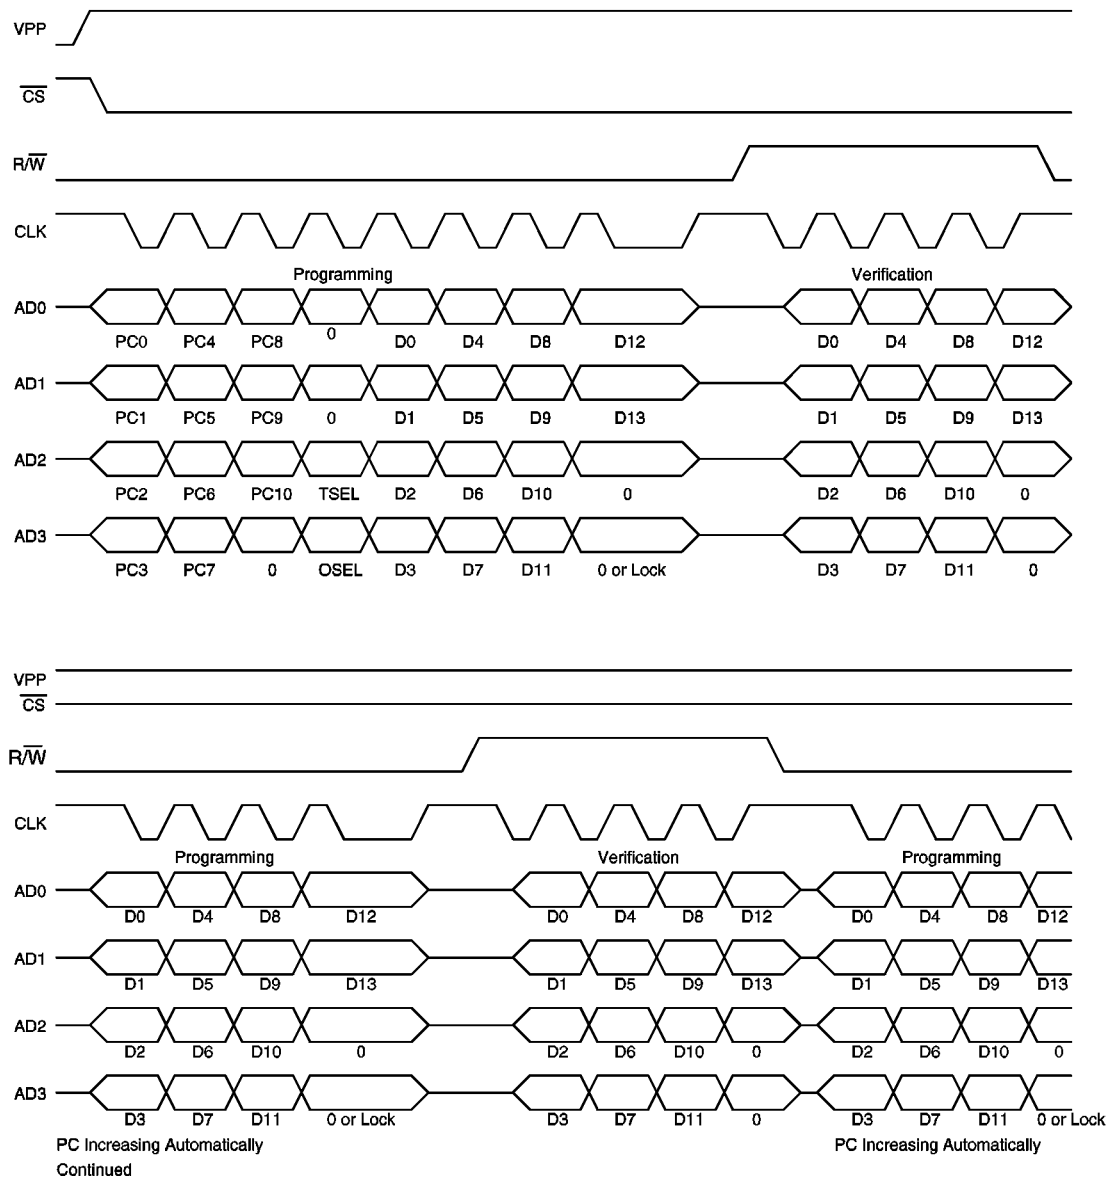 VPP
CS
R/W
CLK
Programming Verification
AD0
PC0 PC4 PC8 0 D0 D4 D8 D12 D0 D4 D8 D12
AD1
PC1 PC5 PC9 0 D1 D5 D9 D13 D1 D5 D9 D13
AD2
PC2 PC6 PC10 TSEL D2 D6 D10 0 D2 D6 D10 0
AD3
PC3 PC7 0 OSEL D3 D7 D11 0 or Lock D3 D7 D11 0
VPP
CS
R/W
CLK
Programming Verification Programming
AD0
D0 D4 D8 D12 D0 D4 D8 D12 D0 D4 D8 D12
AD1
D1 D5 D9 D13 D1 D5 D9 D13 D1 D5 D9 D13
AD2
D2 D6 D10 0 D2 D6 D10 0 D2 D6 D10 0
AD3
D3 D7 D11 0 or Lock D3 D7 D11 0 D3 D7 D11 0 or Lock
PC Increasing Automatically PC Increasing Automatically
Continued